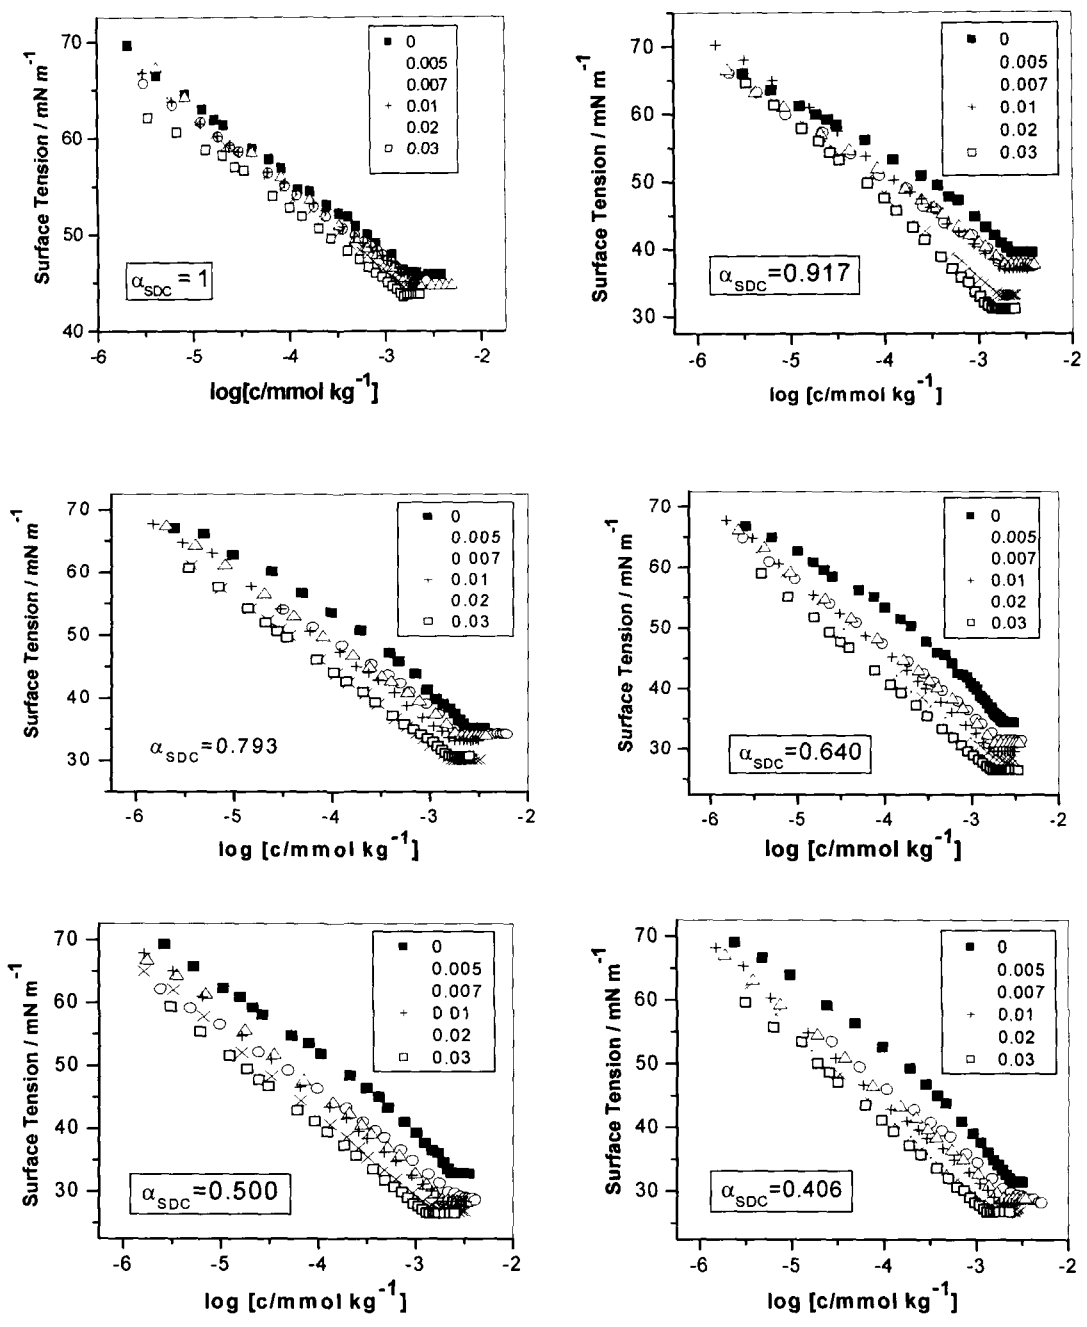 70
60
50
40
Surface Tension / mN m⁻¹
0
0.005
0.007
0.01
0.02
0.03
α_SDC = 1
-6 -5 -4 -3 -2
log[c/mmol kg⁻¹]
70
60
50
40
30
Surface Tension / mN m⁻¹
0
0.005
0.007
0.01
0.02
0.03
α_SDC=0.917
-6 -5 -4 -3 -2
log [c/mmol kg⁻¹]
70
60
50
40
30
Surface Tension / mN m⁻¹
0
0.005
0 007
0.01
0.02
0.03
α_SDC=0.793
-6 -5 -4 -3 -2
log [c/mmol kg⁻¹]
70
60
50
40
30
Surface Tension / mN m⁻¹
0
0.005
0.007
0.01
0.02
0.03
α_SDC=0.640
-6 -5 -4 -3 -2
log [c/mmol kg⁻¹]
70
60
50
40
30
Surface Tension / mN m⁻¹
0
0.005
0.007
0 01
0.02
0.03
α_SDC=0.500
-6 -5 -4 -3 -2
log [c/mmol kg⁻¹]
70
60
50
40
30
Surface Tension / mN m⁻¹
0
0.005
0.007
0.01
0.02
0.03
α_SDC=0.406
-6 -5 -4 -3 -2
log [c/mmol kg⁻¹]